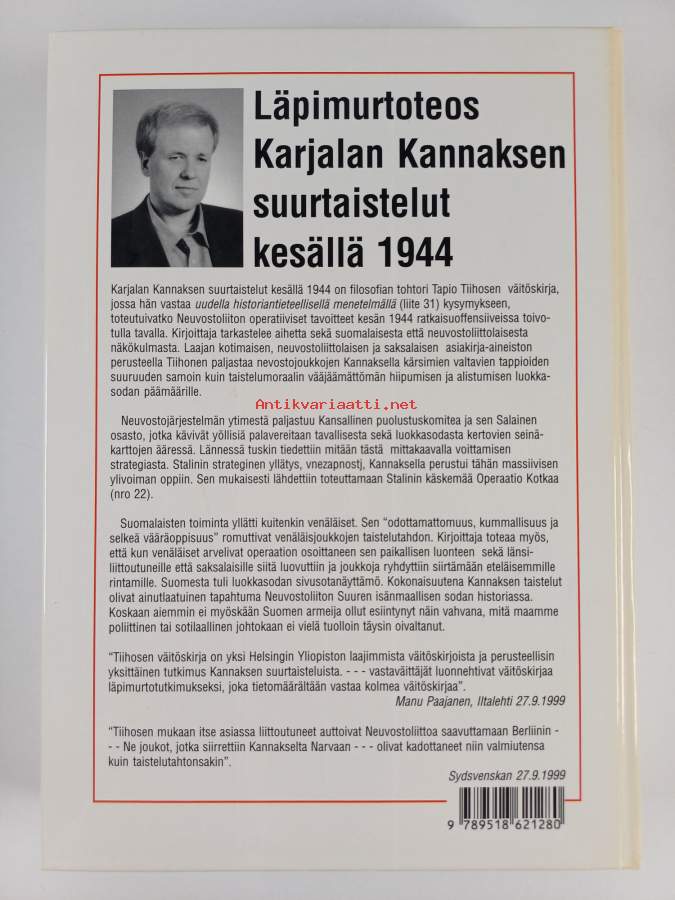 Läpimurtoteos
Karjalan Kannaksen
suurtaistelut
kesällä 1944
Karjalan Kannaksen suurtaistelut kesällä 1944 on filosofian tohtori Tapio Tiihosen väitöskirja,
jossa hän vastaa uudella historiantieteellisellä menetelmällä (liite 31) kysymykseen,
toteutuivatko Neuvostoliiton operatiiviset tavoitteet kesän 1944 ratkaisuoffensiiveissa toivo-
tulla tavalla. Kirjoittaja tarkastelee aihetta sekä suomalaisesta että neuvostoliittolaisesta
näkökulmasta. Laajan kotimaisen, neuvostoliittolaisen ja saksalaisen asiakirja-aineiston
perusteella Tiihonen paljastaa nevostojoukkojen Kannaksella kärsimien valtavien tappioiden
suuruuden samoin kuin taistelumoraalin vääjäämättömän hiipumisen ja alistumisen luokka-
sodan päämäärille.
Antikvariaatti.net
Neuvostojärjestelmän ytimestä paljastuu Kansallinen puolustuskomitea ja sen Salainen
osasto, jotka kävivät yöllisiä palavereitaan tavallisesta sekä luokkasodasta kertovien seinä-
karttojen ääressä. Lännessä tuskin tiedettiin mitään tästä mittakaavalla voittamisen
strategiasta. Stalinin strateginen yllätys, vnezapnostj, Kannaksella perustui tähän massiivisen
ylivoiman oppiin. Sen mukaisesti lähdettiin toteuttamaan Stalinin käskemää Operaatio Kotkaa
(nro 22).
Suomalaisten toiminta yllätti kuitenkin venäläiset. Sen “odottamattomuus, kummallisuus ja
selkeä vääräoppisuus” romuttivat venäläisjoukkojen taistelutahdon. Kirjoittaja toteaa myös,
että kun venäläiset arvelivat operaation osoittaneen sen paikallisen luonteen sekä länsi-
liittoutuneille että saksalaisille siitä luovuttiin ja joukkoja ryhdyttiin siirtämään eteläisemmille
rintamille. Suomesta tuli luokkasodan sivusotanäyttämö. Kokonaisuutena Kannaksen taistelut
olivat ainutlaatuinen tapahtuma Neuvostoliiton Suuren isänmaallisen sodan historiassa.
Koskaan aiemmin ei myöskään Suomen armeija ollut esiintynyt näin vahvana, mitä maamme
poliittinen tai sotilaallinen johtokaan ei vielä tuolloin täysin oivaltanut.
“Tiihosen väitöskirja on yksi Helsingin Yliopiston laajimmista väitöskirjoista ja perusteellisin
yksittäinen tutkimus Kannaksen suurtaisteluista. - - - vastaväittäjät luonnehtivat väitöskirjaa
läpimurtotutkimukseksi, joka tietomäärältään vastaa kolmea väitöskirjaa”.
Manu Paajanen, Iltalehti 27.9.1999
“Tiihosen mukaan itse asiassa liittoutuneet auttoivat Neuvostoliittoa saavuttamaan Berliinin -
- - Ne joukot, jotka siirrettiin Kannakselta Narvaan - - - olivat kadottaneet niin valmiutensa
kuin taistelutahtonsakin”.
Sydsvenskan 27.9.1999
9 789518 621280